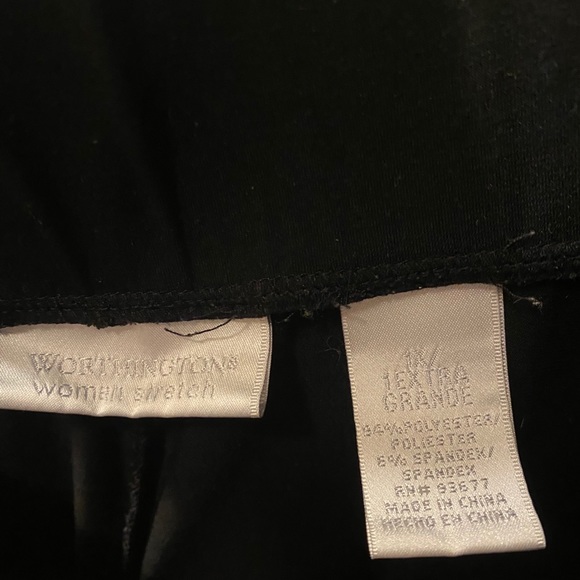 WORTHINGTON®
women stretch
1X/
1EXTRA
GRANDE
94%POLYESTER/
POLIESTER
6% SPANDEX/
SPANDEX
RN# 93677
MADE IN CHINA
HECHO EN CHINA